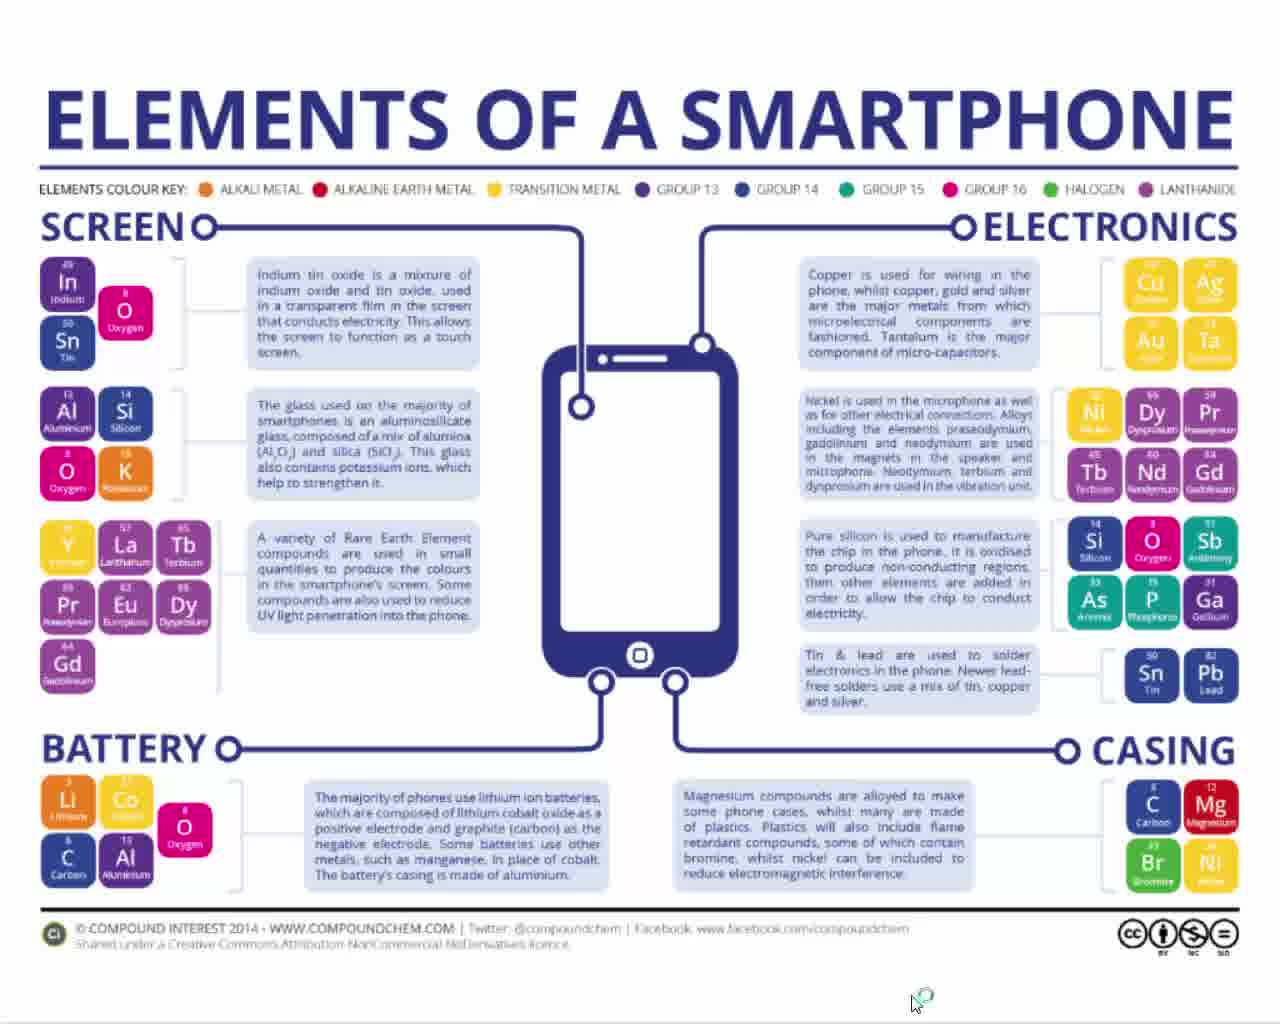 ELEMENTS OF A SMARTPHONE
ELEMENTS COLOUR KEY: ALKALI METAL ALKALINE EARTH METAL TRANSITION METAL GROUP 13 GROUP 14 GROUP 15 GROUP 16 HALOGEN LANTHANIDE
SCREEN
49
In
Indium
8
O
Oxygen
50
Sn
Tin
Indium tin oxide is a mixture of
indium oxide and tin oxide, used
in a transparent film in the screen
that conducts electricity. This allows
the screen to function as a touch
screen.
13
Al
Aluminium
14
Si
Silicon
8
O
Oxygen
19
K
Potassium
The glass used on the majority of
smartphones is an aluminosilicate
glass, composed of a mix of alumina
(Al₂O₃) and silica (SiO₂). This glass
also contains potassium ions, which
help to strengthen it.
Y
57
La
Lanthanum
65
Tb
Terbium
59
Pr
Praseodymium
63
Eu
Europium
66
Dy
Dysprosium
64
Gd
Gadolinium
A variety of Rare Earth Element
compounds are used in small
quantities to produce the colours
in the smartphone's screen. Some
compounds are also used to reduce
UV light penetration into the phone.
ELECTRONICS
Copper is used for wiring in the
phone, whilst copper, gold and silver
are the major metals from which
microelectrical components are
fashioned. Tantalum is the major
component of micro-capacitors.
Cu
Ag
Au
Ta
Nickel is used in the microphone as well
as for other electrical connections. Alloys
including the elements praseodymium,
gadolinium and neodymium are used
in the magnets in the speaker and
microphone. Neodymium, terbium and
dysprosium are used in the vibration unit.
Ni
66
Dy
Dysprosium
59
Pr
Praseodymium
65
Tb
Terbium
60
Nd
Neodymium
64
Gd
Gadolinium
Pure silicon is used to manufacture
the chip in the phone. It is oxidised
to produce non-conducting regions,
then other elements are added in
order to allow the chip to conduct
electricity.
14
Si
Silicon
8
O
Oxygen
51
Sb
Antimony
33
As
Arsenic
15
P
Phosphorus
31
Ga
Gallium
Tin & lead are used to solder
electronics in the phone. Newer lead-
free solders use a mix of tin, copper
and silver.
50
Sn
Tin
82
Pb
Lead
BATTERY
3
Li
Lithium
Co
8
O
Oxygen
6
C
Carbon
13
Al
Aluminium
The majority of phones use lithium ion batteries,
which are composed of lithium cobalt oxide as a
positive electrode and graphite (carbon) as the
negative electrode. Some batteries use other
metals, such as manganese, in place of cobalt.
The battery's casing is made of aluminium.
CASING
Magnesium compounds are alloyed to make
some phone cases, whilst many are made
of plastics. Plastics will also include flame
retardant compounds, some of which contain
bromine, whilst nickel can be included to
reduce electromagnetic interference.
6
C
Carbon
12
Mg
Magnesium
35
Br
Bromine
Ni
Ci © COMPOUND INTEREST 2014 - WWW.COMPOUNDCHEM.COM | Twitter: @compoundchem | Facebook: www.facebook.com/compoundchem
Shared under a Creative Commons Attribution-NonCommercial-NoDerivatives licence.
cc
BY NC ND